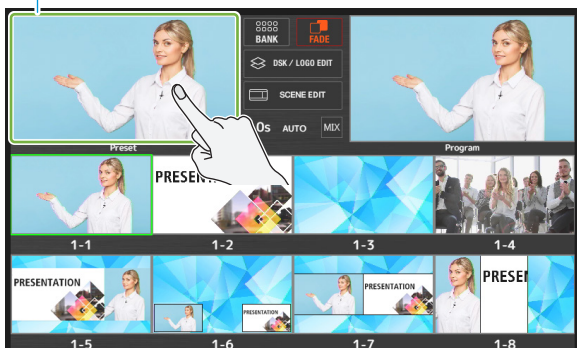 BANK
FADE
DSK / LOGO EDIT
SCENE EDIT
0s AUTO MIX
Preset
Program
PRESEN
1-1
1-2
1-3
1-4
PRESENTATION
PRESENTATION
PRESENTATION
PRESEN
1-5
1-6
1-7
1-8